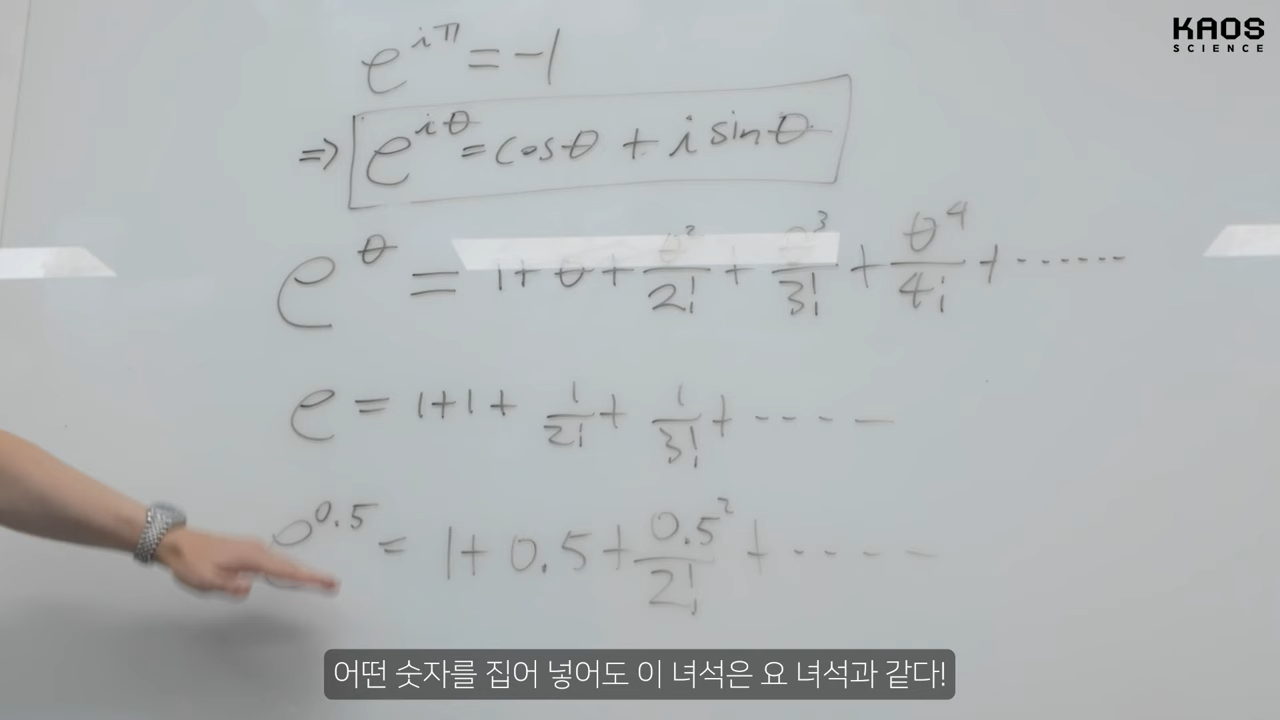 KAOS
SCIENCE
e^{iπ} = -1
⇒ e^{iθ} = cosθ + i sinθ
e^θ = 1 + θ + θ²/2! + θ³/3! + θ⁴/4! + ······
e = 1+1+ 1/2! + 1/3! + ·----
e^{0.5} = 1 + 0.5 + 0.5²/2! + ·----
어떤 숫자를 집어 넣어도 이 녀석은 요 녀석과 같다!